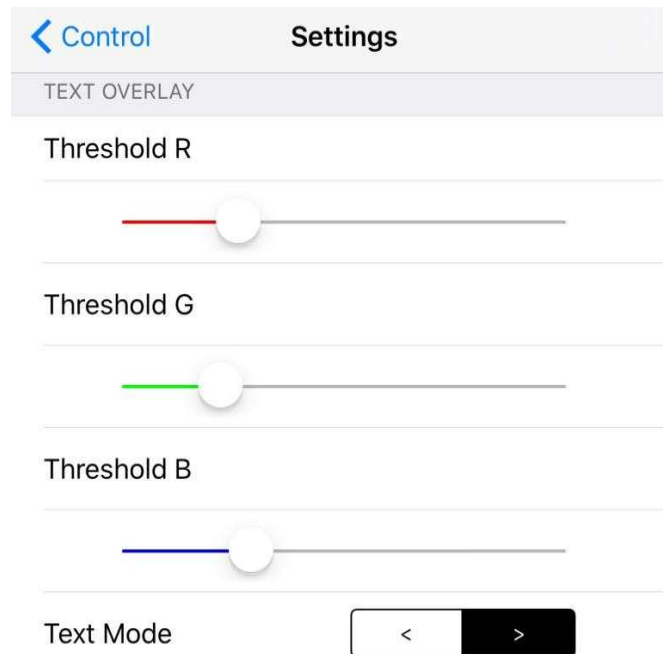 Control Settings
TEXT OVERLAY
Threshold R
Threshold G
Threshold B
Text Mode < >